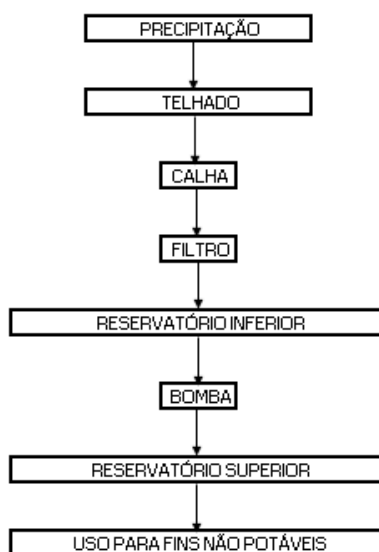 PRECIPITAÇÃO
TELHADO
CALHA
FILTRO
RESERVATÓRIO INFERIOR
BOMBA
RESERVATÓRIO SUPERIOR
USO PARA FINS NÃO POTÁVEIS